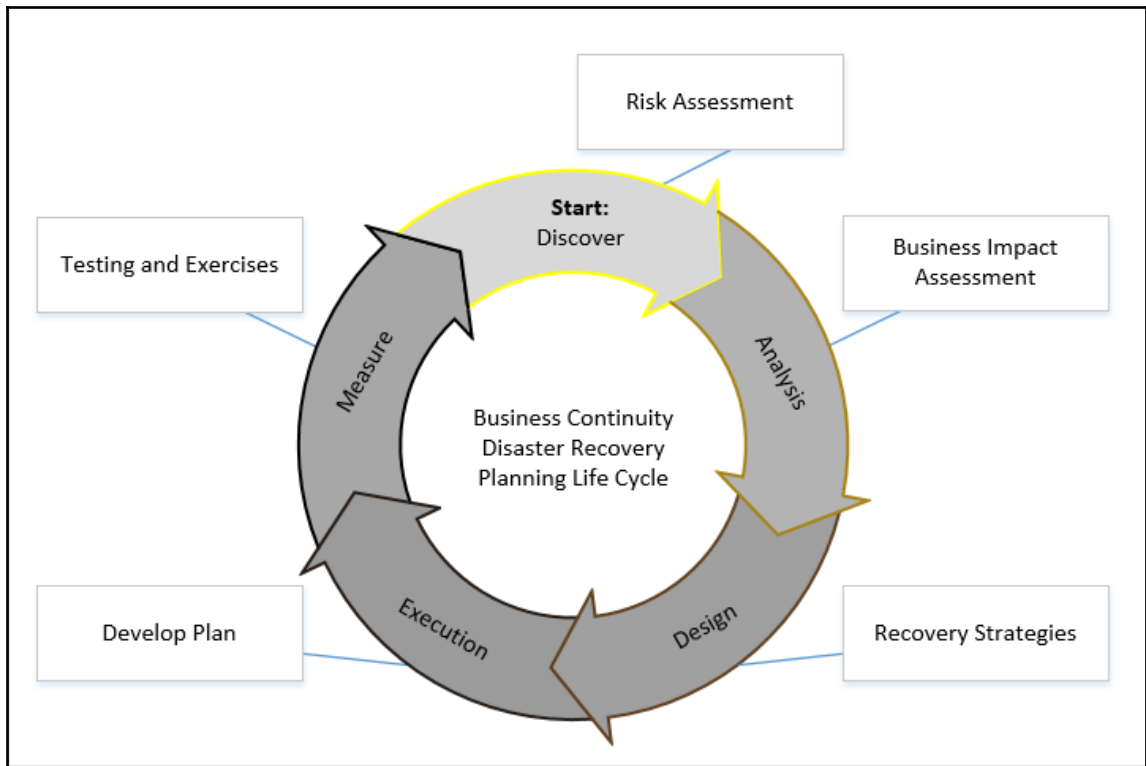 Risk Assessment
Start:
Discover
Testing and Exercises
Business Impact
Assessment
Analysis
Measure
Business Continuity
Disaster Recovery
Planning Life Cycle
Design
Execution
Develop Plan
Recovery Strategies